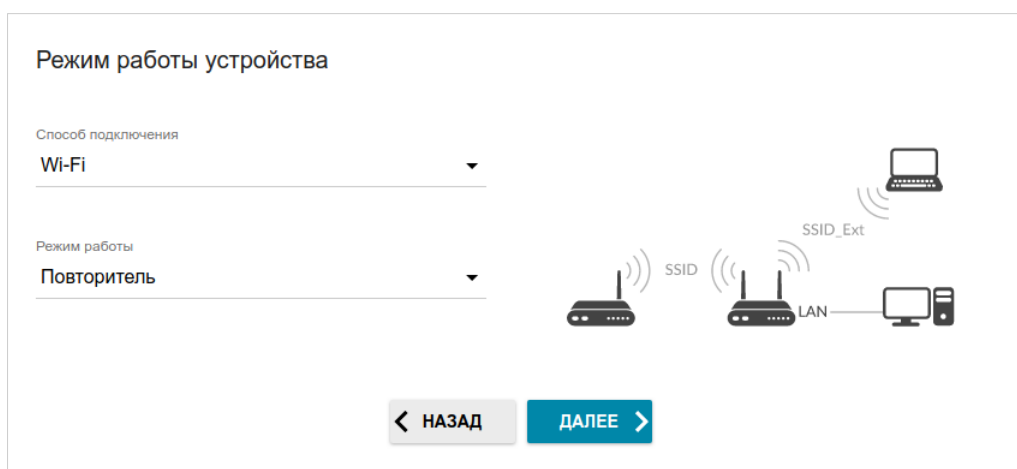 Режим работы устройства
Способ подключения
Wi-Fi
Режим работы
Повторитель
SSID_Ext
SSID
LAN
НАЗАД
ДАЛЕЕ